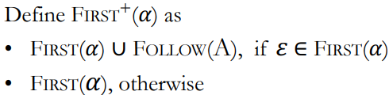 Define FIRST⁺(α) as
• FIRST(α) ∪ FOLLOW(A), if ε ∈ FIRST(α)
• FIRST(α), otherwise